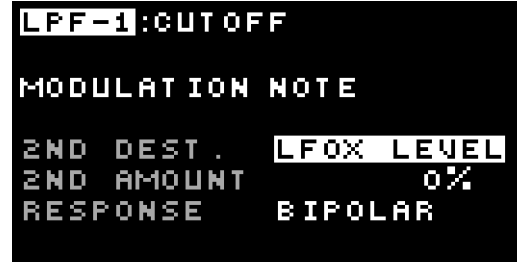 LPF-1:CUTOFF
MODULATION NOTE
2ND DEST. LFOX LEVEL
2ND AMOUNT 0%
RESPONSE BIPOLAR